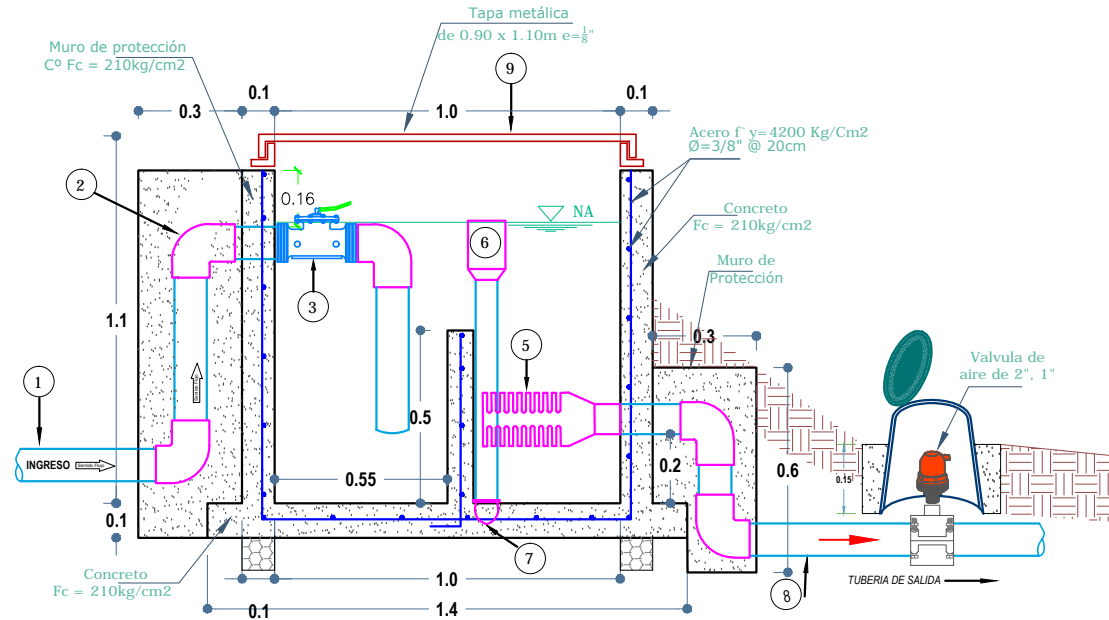 Tapa metálica
de 0.90 x 1.10m e=⅛"
Muro de protección
Cº Fc = 210kg/cm2
9
0.3
0.1
1.0
0.1
Acero f`y=4200 Kg/Cm2
Ø=3/8" @ 20cm
2
0.16
NA
Concreto
Fc = 210kg/cm2
6
3
Muro de
Protección
1.1
0.3
5
Valvula de
aire de 2", 1"
1
0.5
Sentido Flujo
INGRESO
Sentido Flujo
0.2
0.6
0.15
0.55
0.1
7
Concreto
Fc = 210kg/cm2
1.0
8
TUBERIA DE SALIDA
0.1
1.4